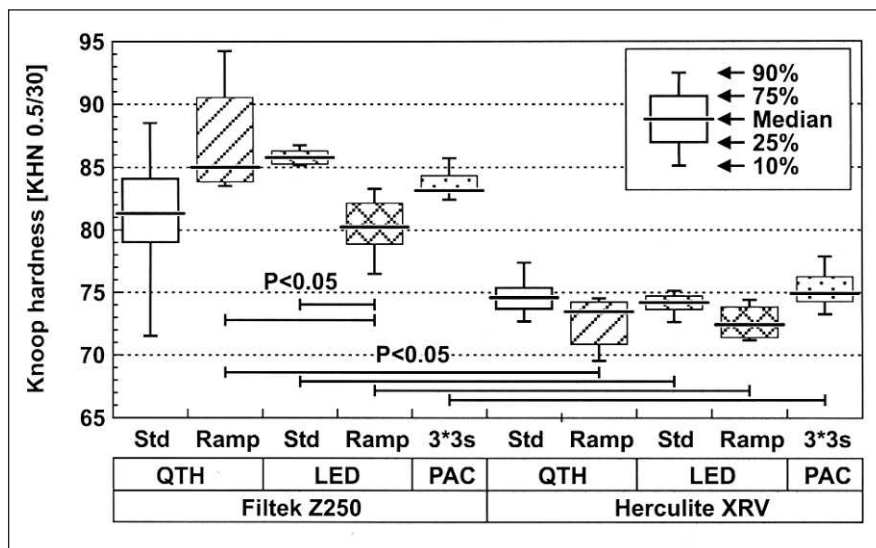 95
90
85
80
75
70
65
Knoop hardness [KHN 0.5/30]
90%
75%
Median
25%
10%
P<0.05
P<0.05
Std Ramp Std Ramp 3*3s Std Ramp Std Ramp 3*3s
QTH LED PAC QTH LED PAC
Filtek Z250 Herculite XRV